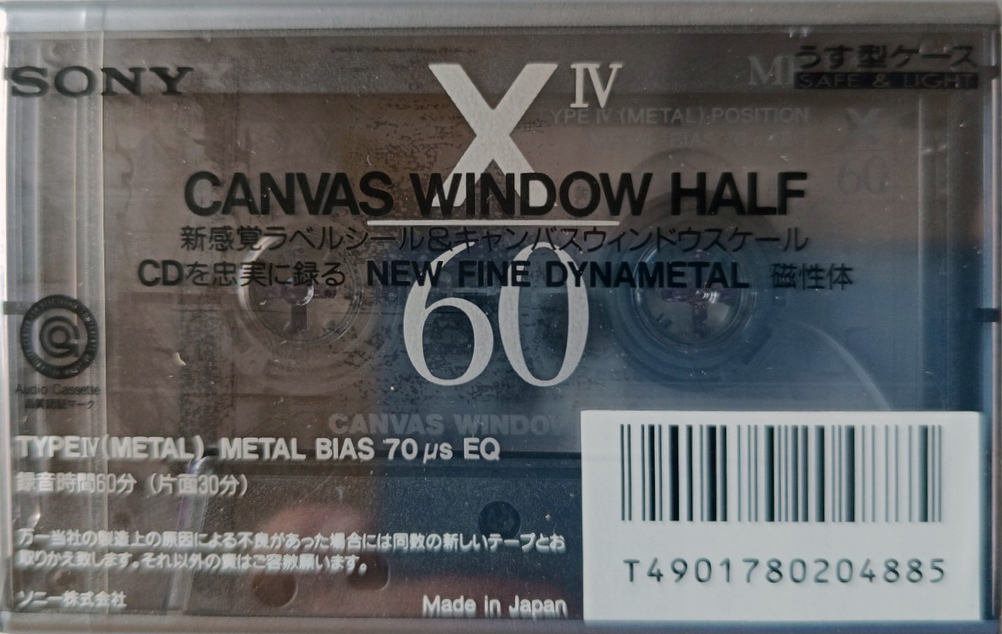 SONY
うす型ケース
SAFE & LIGHT
X IV
YPE IV (METAL) POSITION
CANVAS WINDOW HALF
新感覚ラベルシール&キャンバスウィンドウスケール
CDを忠実に録る NEW FINE DYNAMETAL 磁性体
60
X
60
Audio Cassette
CANVAS WINDOW
TYPEIV(METAL) METAL BIAS 70μs EQ
録音時間60分(片面30分)
万一当社の製造上の原因による不良があった場合には同数の新しいテープとお
取りかえ致します。それ以外の責はご容赦願います。
ソニー株式会社
Made in Japan
T4901780204885